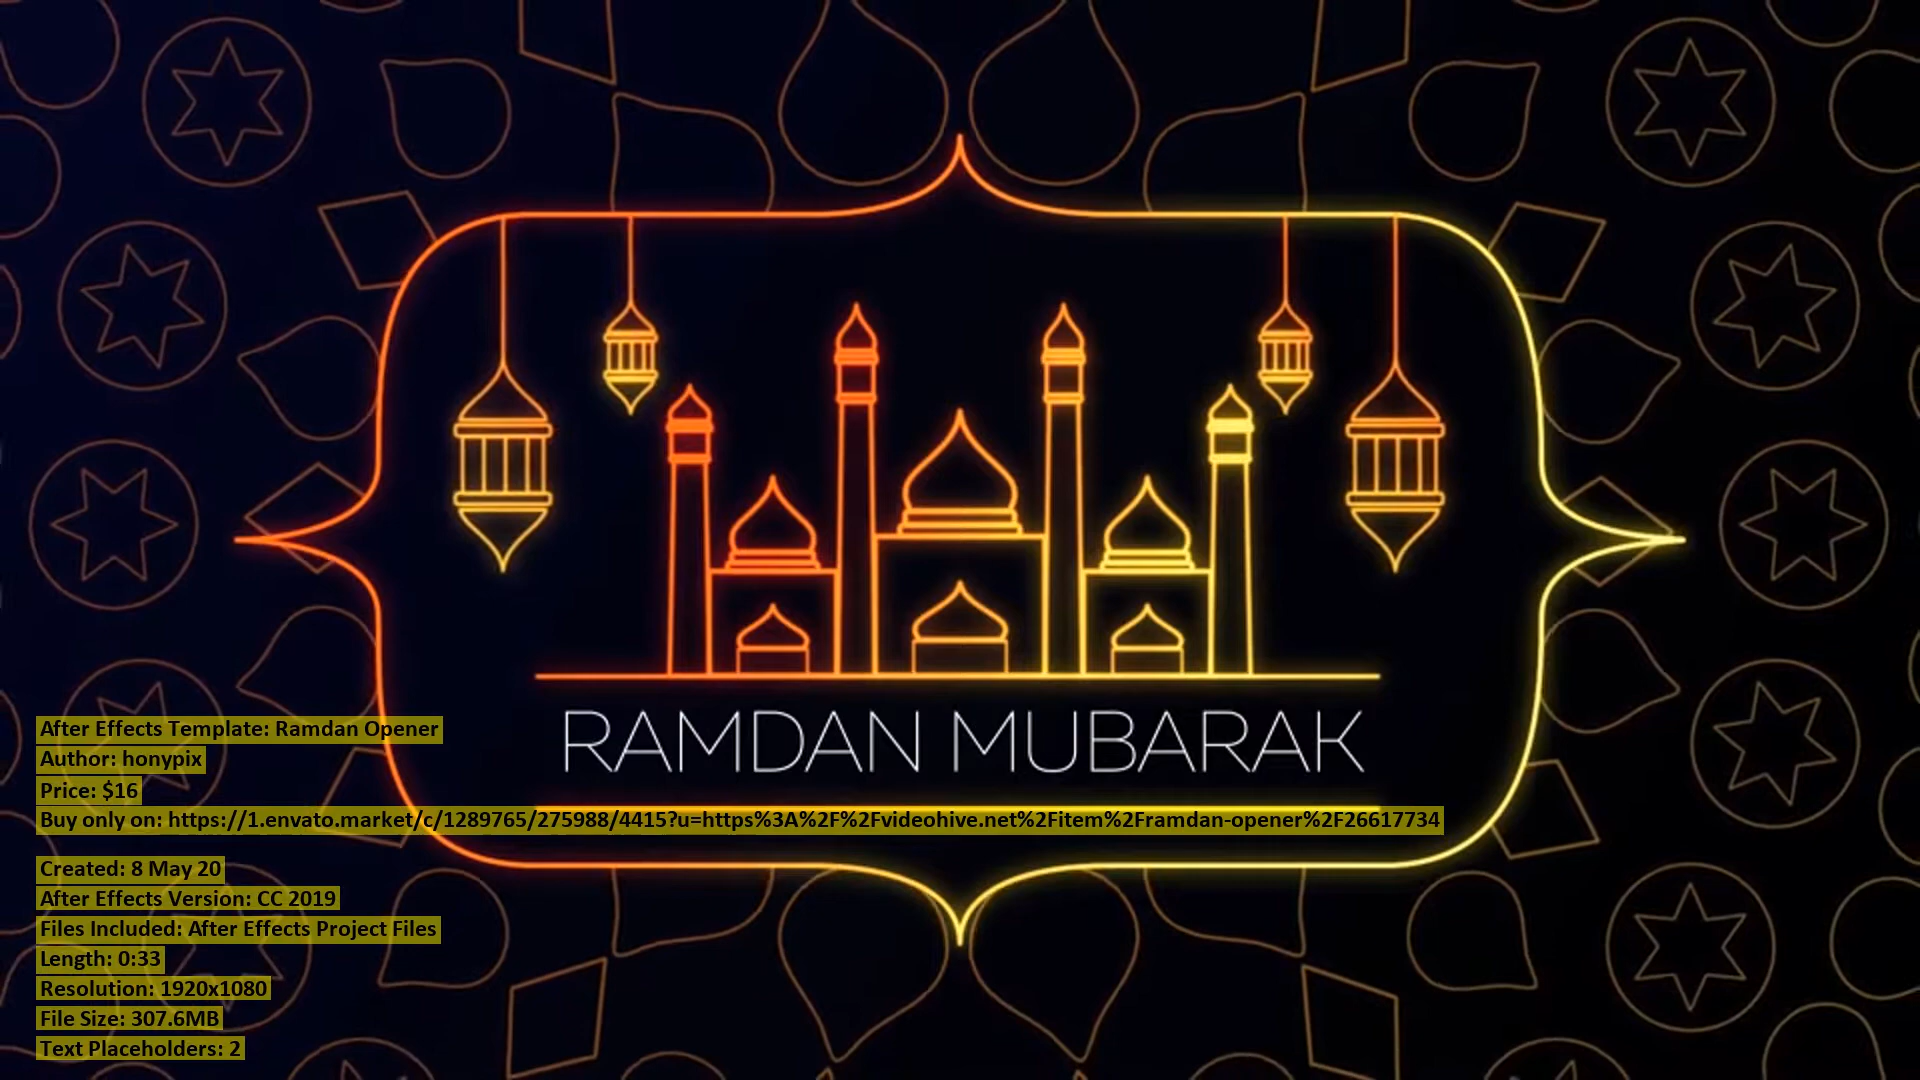 RAMDAN MUBARAK
After Effects Template: Ramdan Opener
Author: honypix
Price: $16
Buy only on: https://1.envato.market/c/1289765/275988/4415?u=https%3A%2F%2Fvideohive.net%2Fitem%2Framdan-opener%2F26617734
Created: 8 May 20
After Effects Version: CC 2019
Files Included: After Effects Project Files
Length: 0:33
Resolution: 1920x1080
File Size: 307.6MB
Text Placeholders: 2